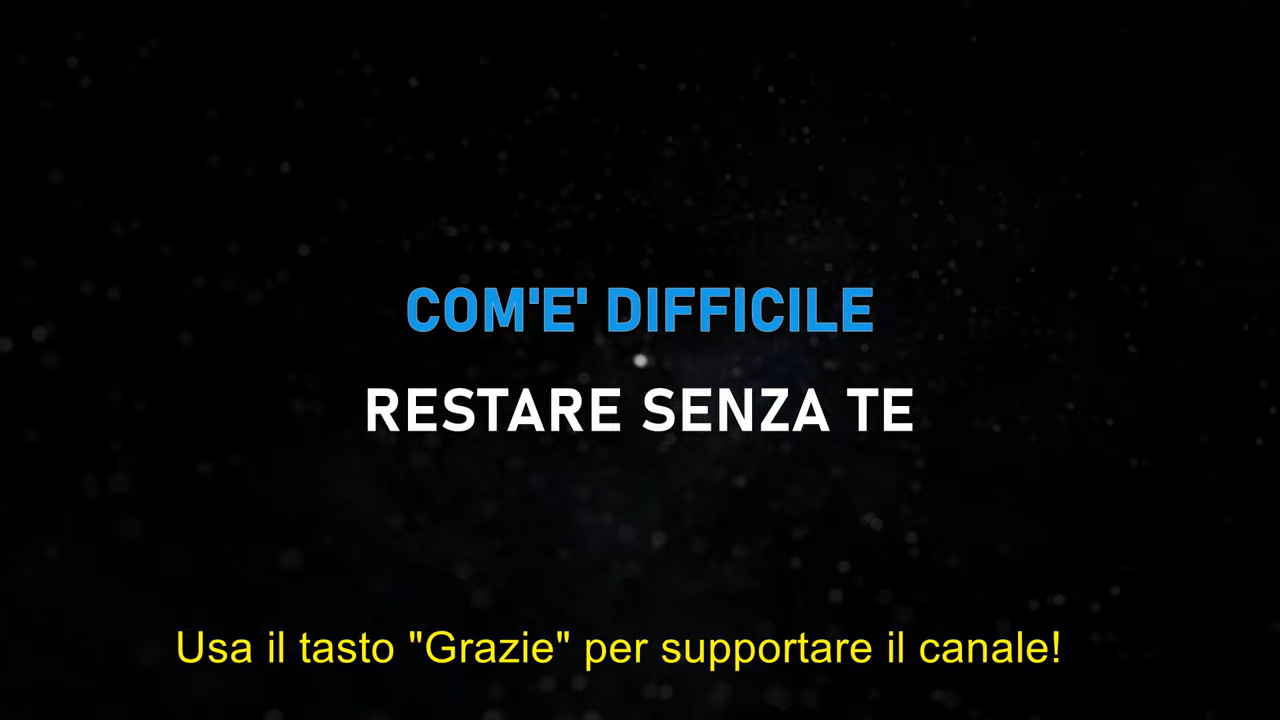 COM'E' DIFFICILE
RESTARE SENZA TE
Usa il tasto "Grazie" per supportare il canale!